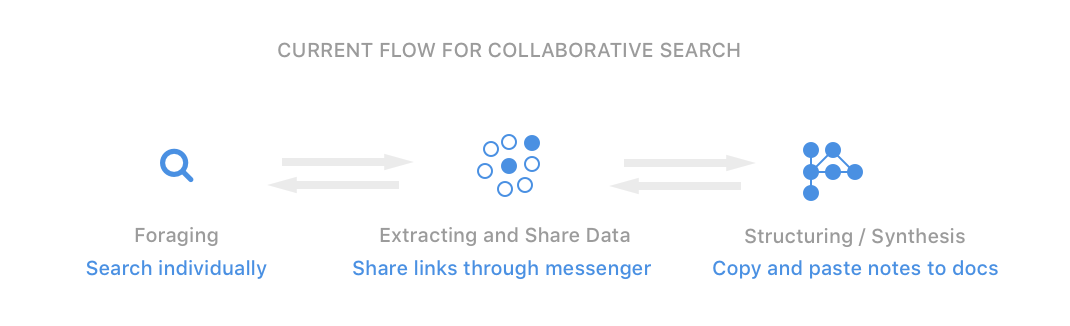 CURRENT FLOW FOR COLLABORATIVE SEARCH
Foraging
Search individually
Extracting and Share Data
Share links through messenger
Structuring / Synthesis
Copy and paste notes to docs